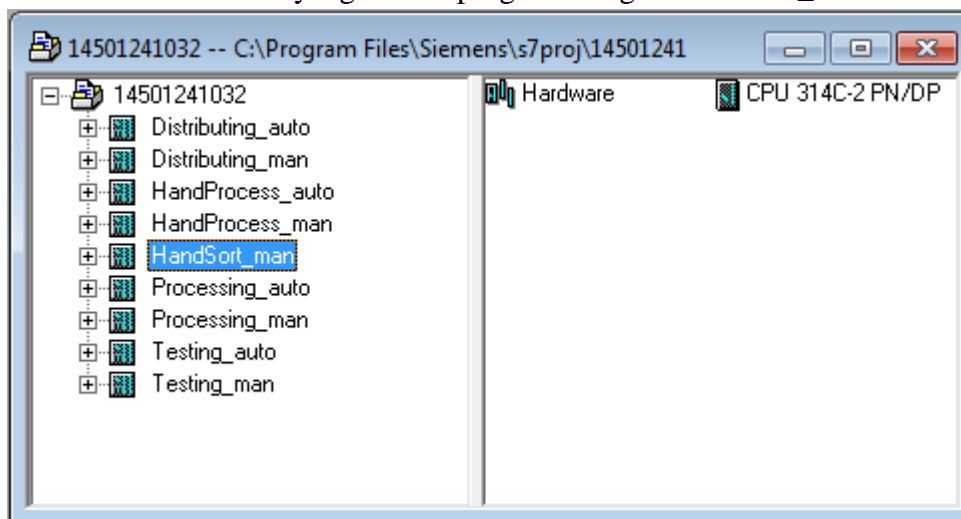 14501241032 -- C:\Program Files\Siemens\s7proj\14501241
14501241032
Distributing_auto
Distributing_man
HandProcess_auto
HandProcess_man
HandSort_man
Processing_auto
Processing_man
Testing_auto
Testing_man
Hardware
CPU 314C-2 PN/DP